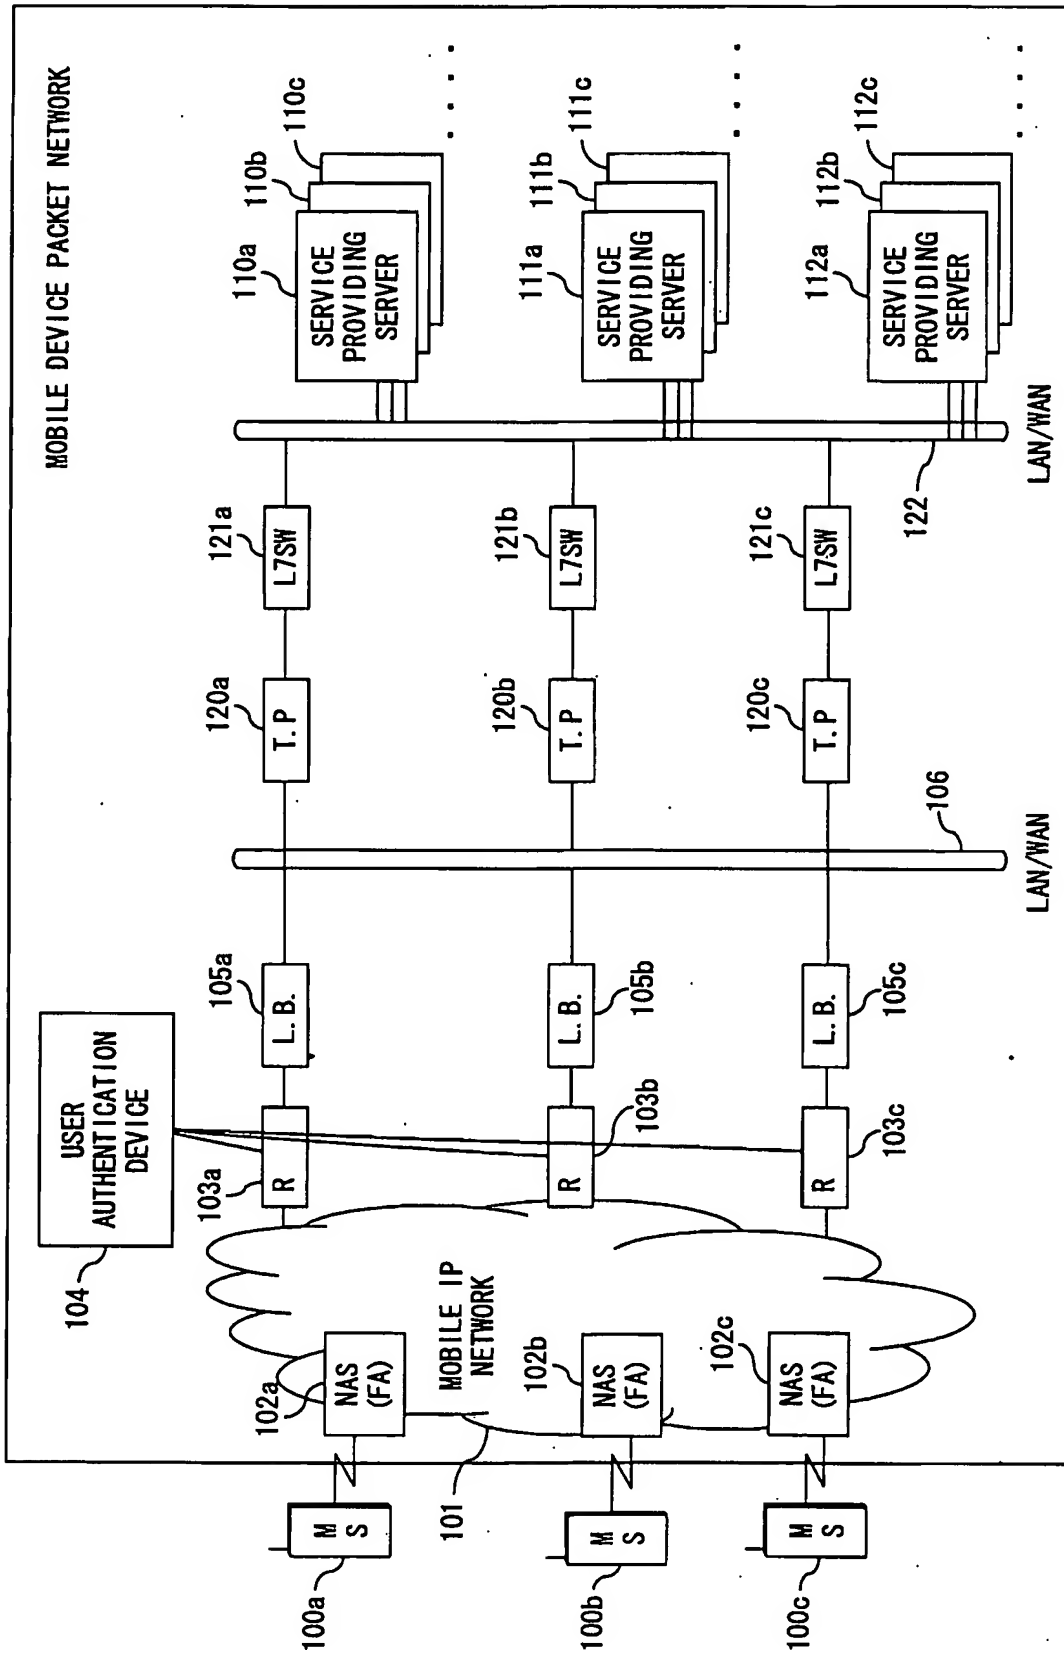 MOBILE DEVICE PACKET NETWORK
USER
AUTHENTICATION
DEVICE
104
100a
M S
102a
NAS
(FA)
103a
R
105a
L. B.
120a
T. P
121a
L7SW
110a
110b
110c
SERVICE
PROVIDING
SERVER
. . . .
101
MOBILE IP
NETWORK
100b
M S
102b
NAS
(FA)
R
103b
L. B.
105b
120b
T. P
121b
L7SW
111a
111b
111c
SERVICE
PROVIDING
SERVER
. . . .
100c
M S
102c
NAS
(FA)
R
103c
L. B.
105c
120c
T. P
121c
L7SW
112a
112b
112c
SERVICE
PROVIDING
SERVER
. . . .
106
122
LAN/WAN
LAN/WAN